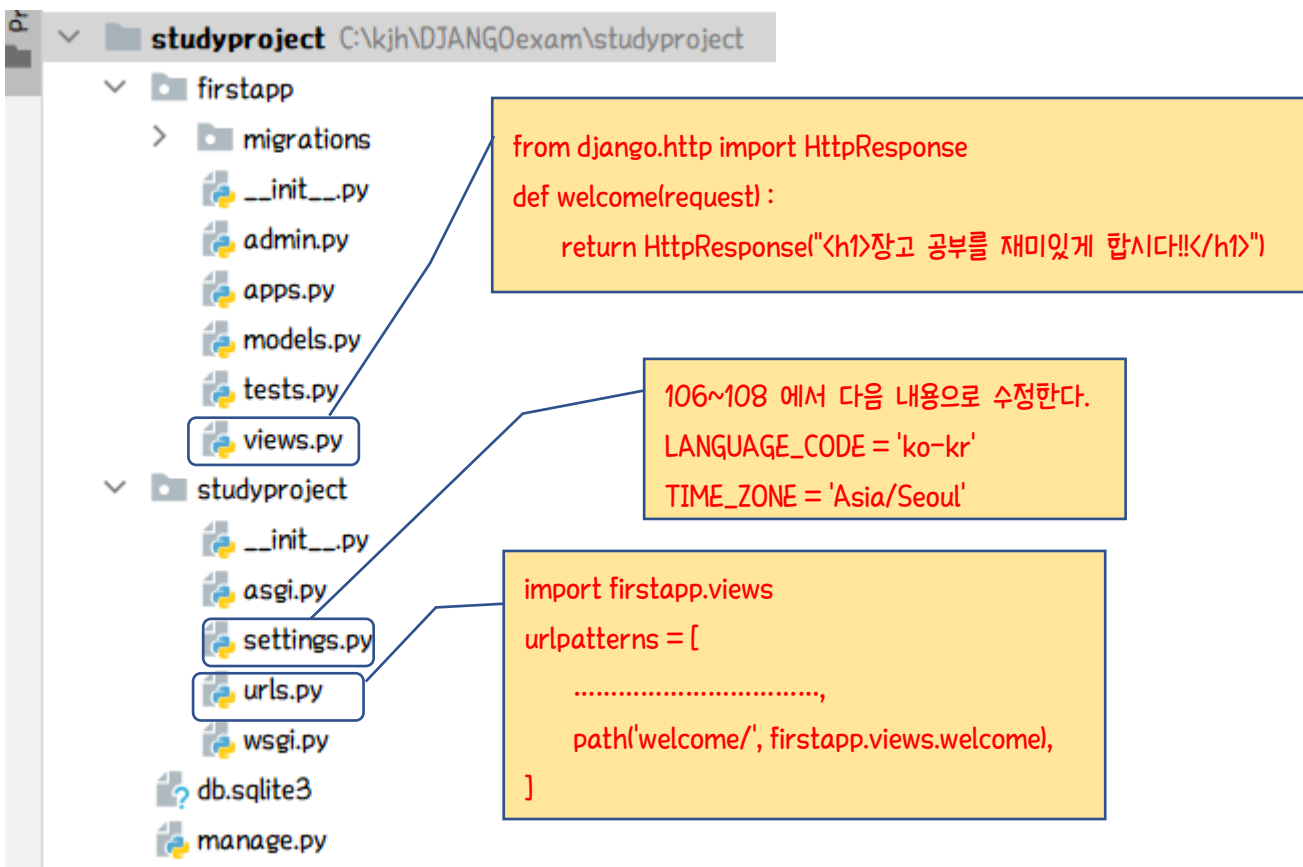 Pr
studyproject C:\kjh\DJANGOexam\studyproject
firstapp
migrations
__init__.py
admin.py
apps.py
models.py
tests.py
views.py
studyproject
__init__.py
asgi.py
settings.py
urls.py
wsgi.py
db.sqlite3
manage.py
from django.http import HttpResponse
def welcome(request) :
return HttpResponse("<h1>장고 공부를 재미있게 합시다!!</h1>")
106~108 에서 다음 내용으로 수정한다.
LANGUAGE_CODE = 'ko-kr'
TIME_ZONE = 'Asia/Seoul'
import firstapp.views
urlpatterns = [
.................................,
path('welcome/', firstapp.views.welcome),
]